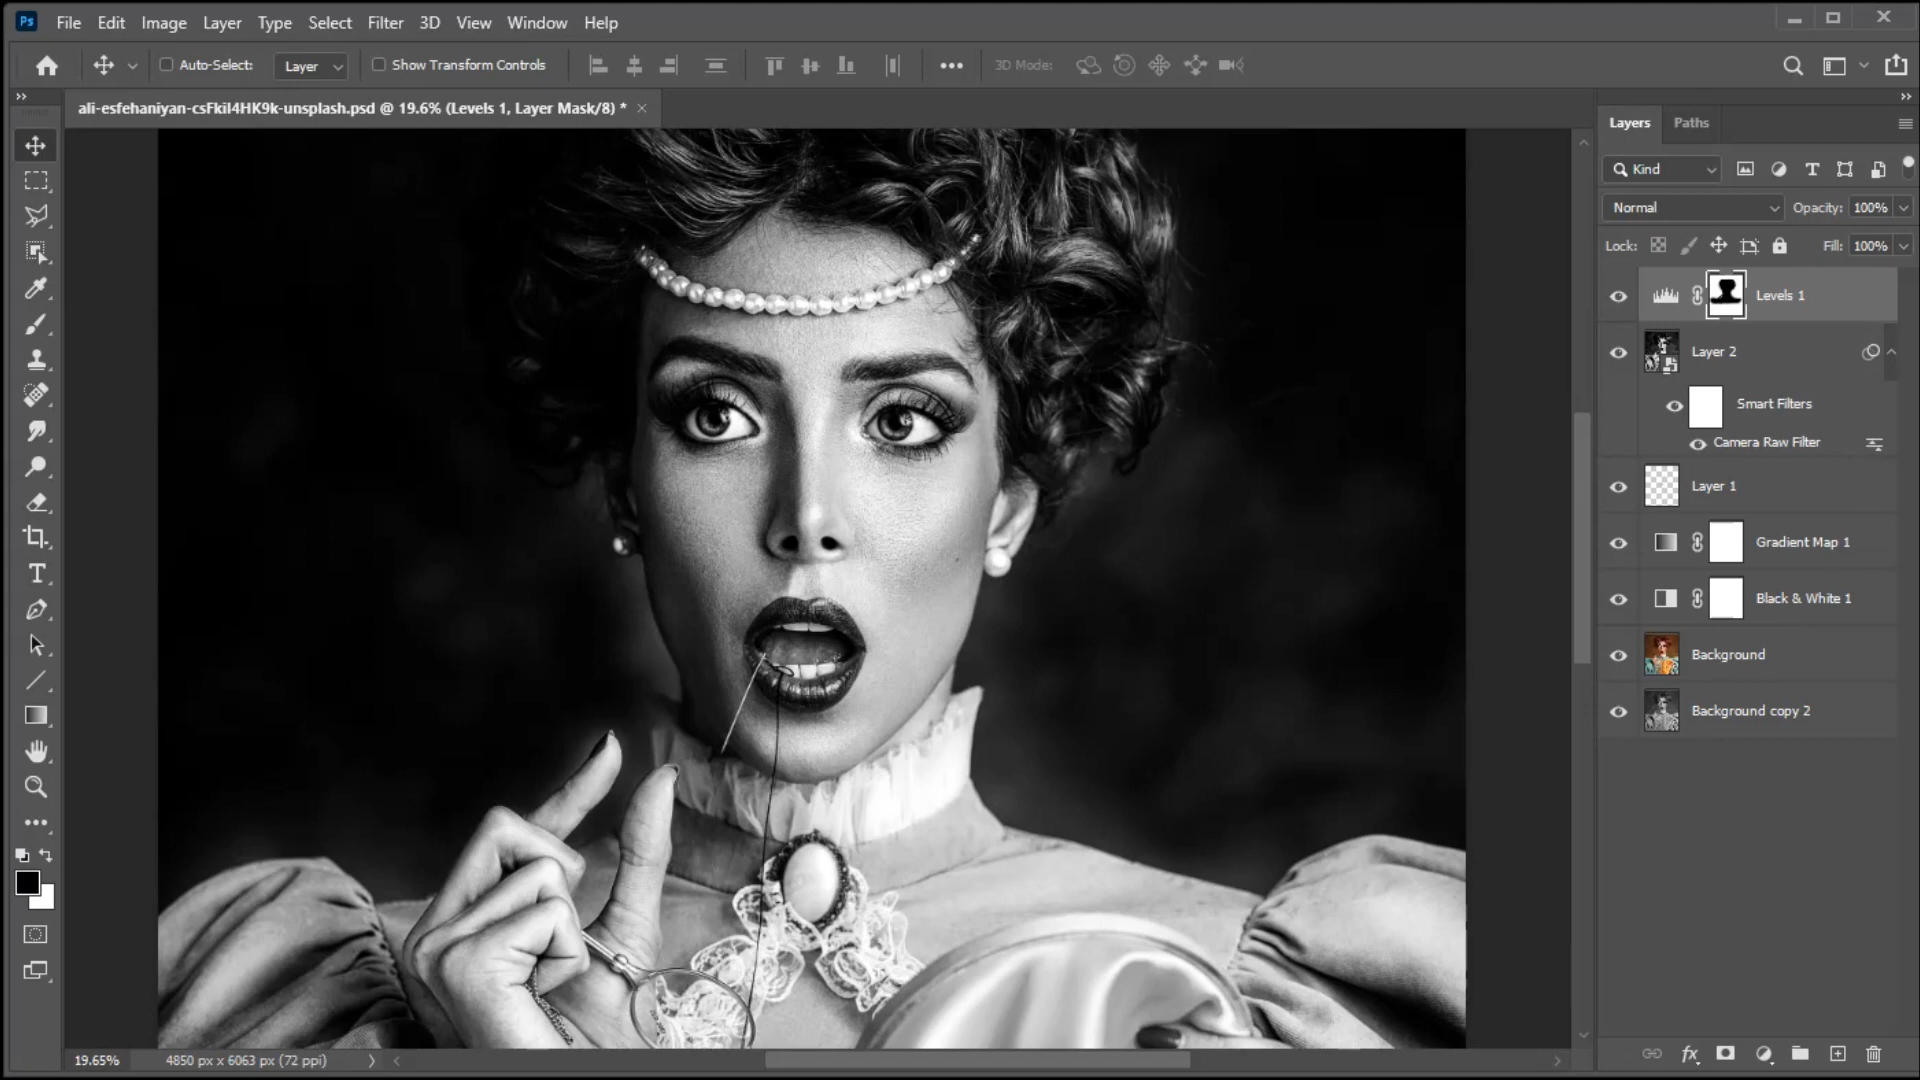 Ps File Edit Image Layer Type Select Filter 3D View Window Help
Auto-Select: Layer Show Transform Controls 3D Mode:
ali-esfehaniyan-csFkil4HK9k-unsplash.psd @ 19.6% (Levels 1, Layer Mask/8) *
Layers Paths
Kind
Normal Opacity: 100%
Lock: Fill: 100%
Levels 1
Layer 2
Smart Filters
Camera Raw Filter
Layer 1
Gradient Map 1
Black & White 1
Background
Background copy 2
19.65% 4850 px x 6063 px (72 ppi)
fx